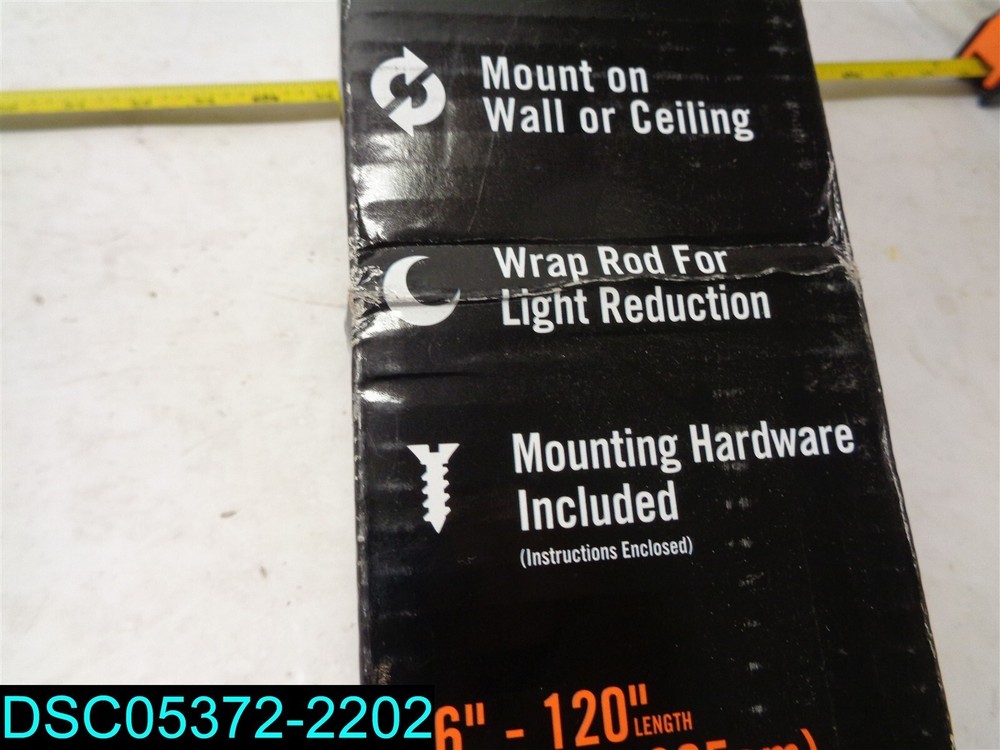 Mount on
Wall or Ceiling
Wrap Rod For
Light Reduction
Mounting Hardware
Included
(Instructions Enclosed)
6" - 120" LENGTH
DSC05372-2202